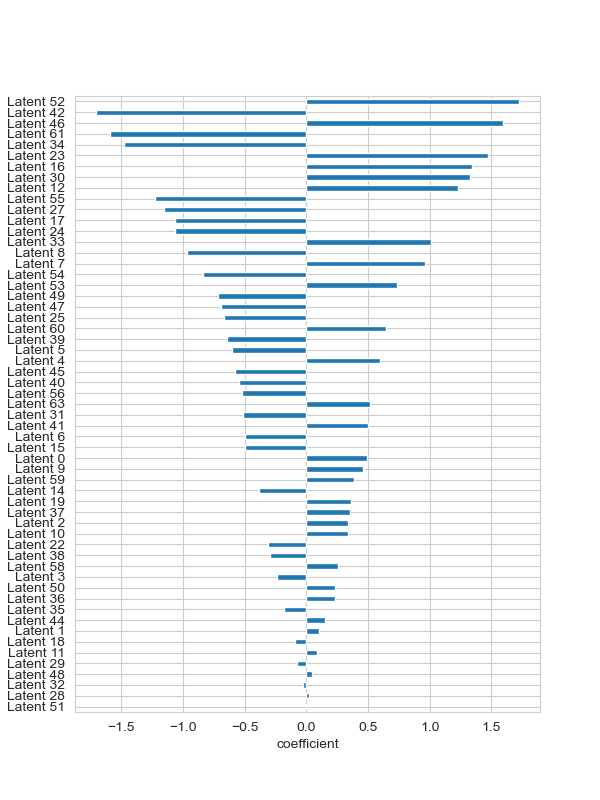 Latent 52
Latent 42
Latent 46
Latent 61
Latent 34
Latent 23
Latent 16
Latent 30
Latent 12
Latent 55
Latent 27
Latent 17
Latent 24
Latent 33
Latent 8
Latent 7
Latent 54
Latent 53
Latent 49
Latent 47
Latent 25
Latent 60
Latent 39
Latent 5
Latent 4
Latent 45
Latent 40
Latent 56
Latent 63
Latent 31
Latent 41
Latent 6
Latent 15
Latent 0
Latent 9
Latent 59
Latent 14
Latent 19
Latent 37
Latent 2
Latent 10
Latent 22
Latent 38
Latent 58
Latent 3
Latent 50
Latent 36
Latent 35
Latent 44
Latent 1
Latent 18
Latent 11
Latent 29
Latent 48
Latent 32
Latent 28
Latent 51
−1.5 −1.0 −0.5 0.0 0.5 1.0 1.5
coefficient